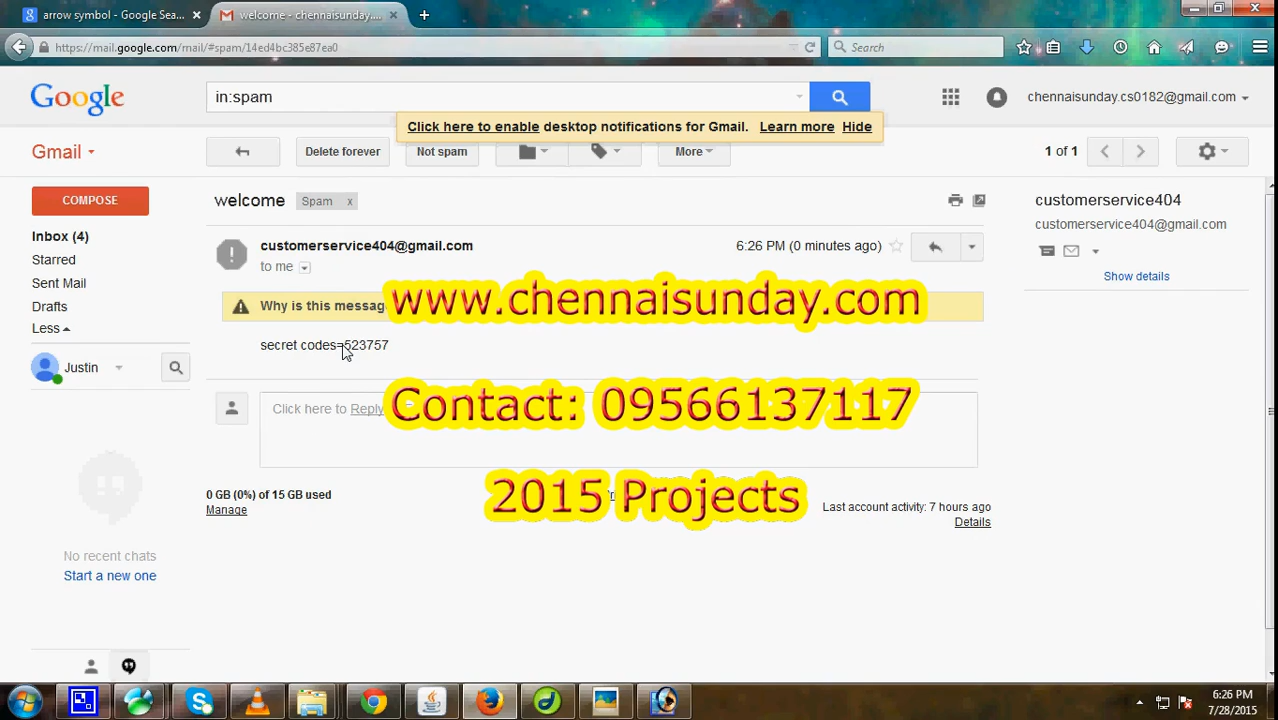 arrow symbol - Google Sea...
welcome - chennaisunday....
https://mail.google.com/mail/#spam/14ed4bc385e87ea0
Search
Google
in:spam
chennaisunday.cs0182@gmail.com
Click here to enable desktop notifications for Gmail. Learn more Hide
Gmail
Delete forever
Not spam
More
1 of 1
COMPOSE
welcome
Spam x
customerservice404
customerservice404@gmail.com
Show details
Inbox (4)
Starred
Sent Mail
Drafts
Less
Justin
customerservice404@gmail.com
6:26 PM (0 minutes ago)
to me
Why is this messag
www.chennaisunday.com
secret codes=523757
Click here to Reply
Contact: 09566137117
2015 Projects
0 GB (0%) of 15 GB used
Manage
Last account activity: 7 hours ago
Details
No recent chats
Start a new one
6:26 PM
7/28/2015